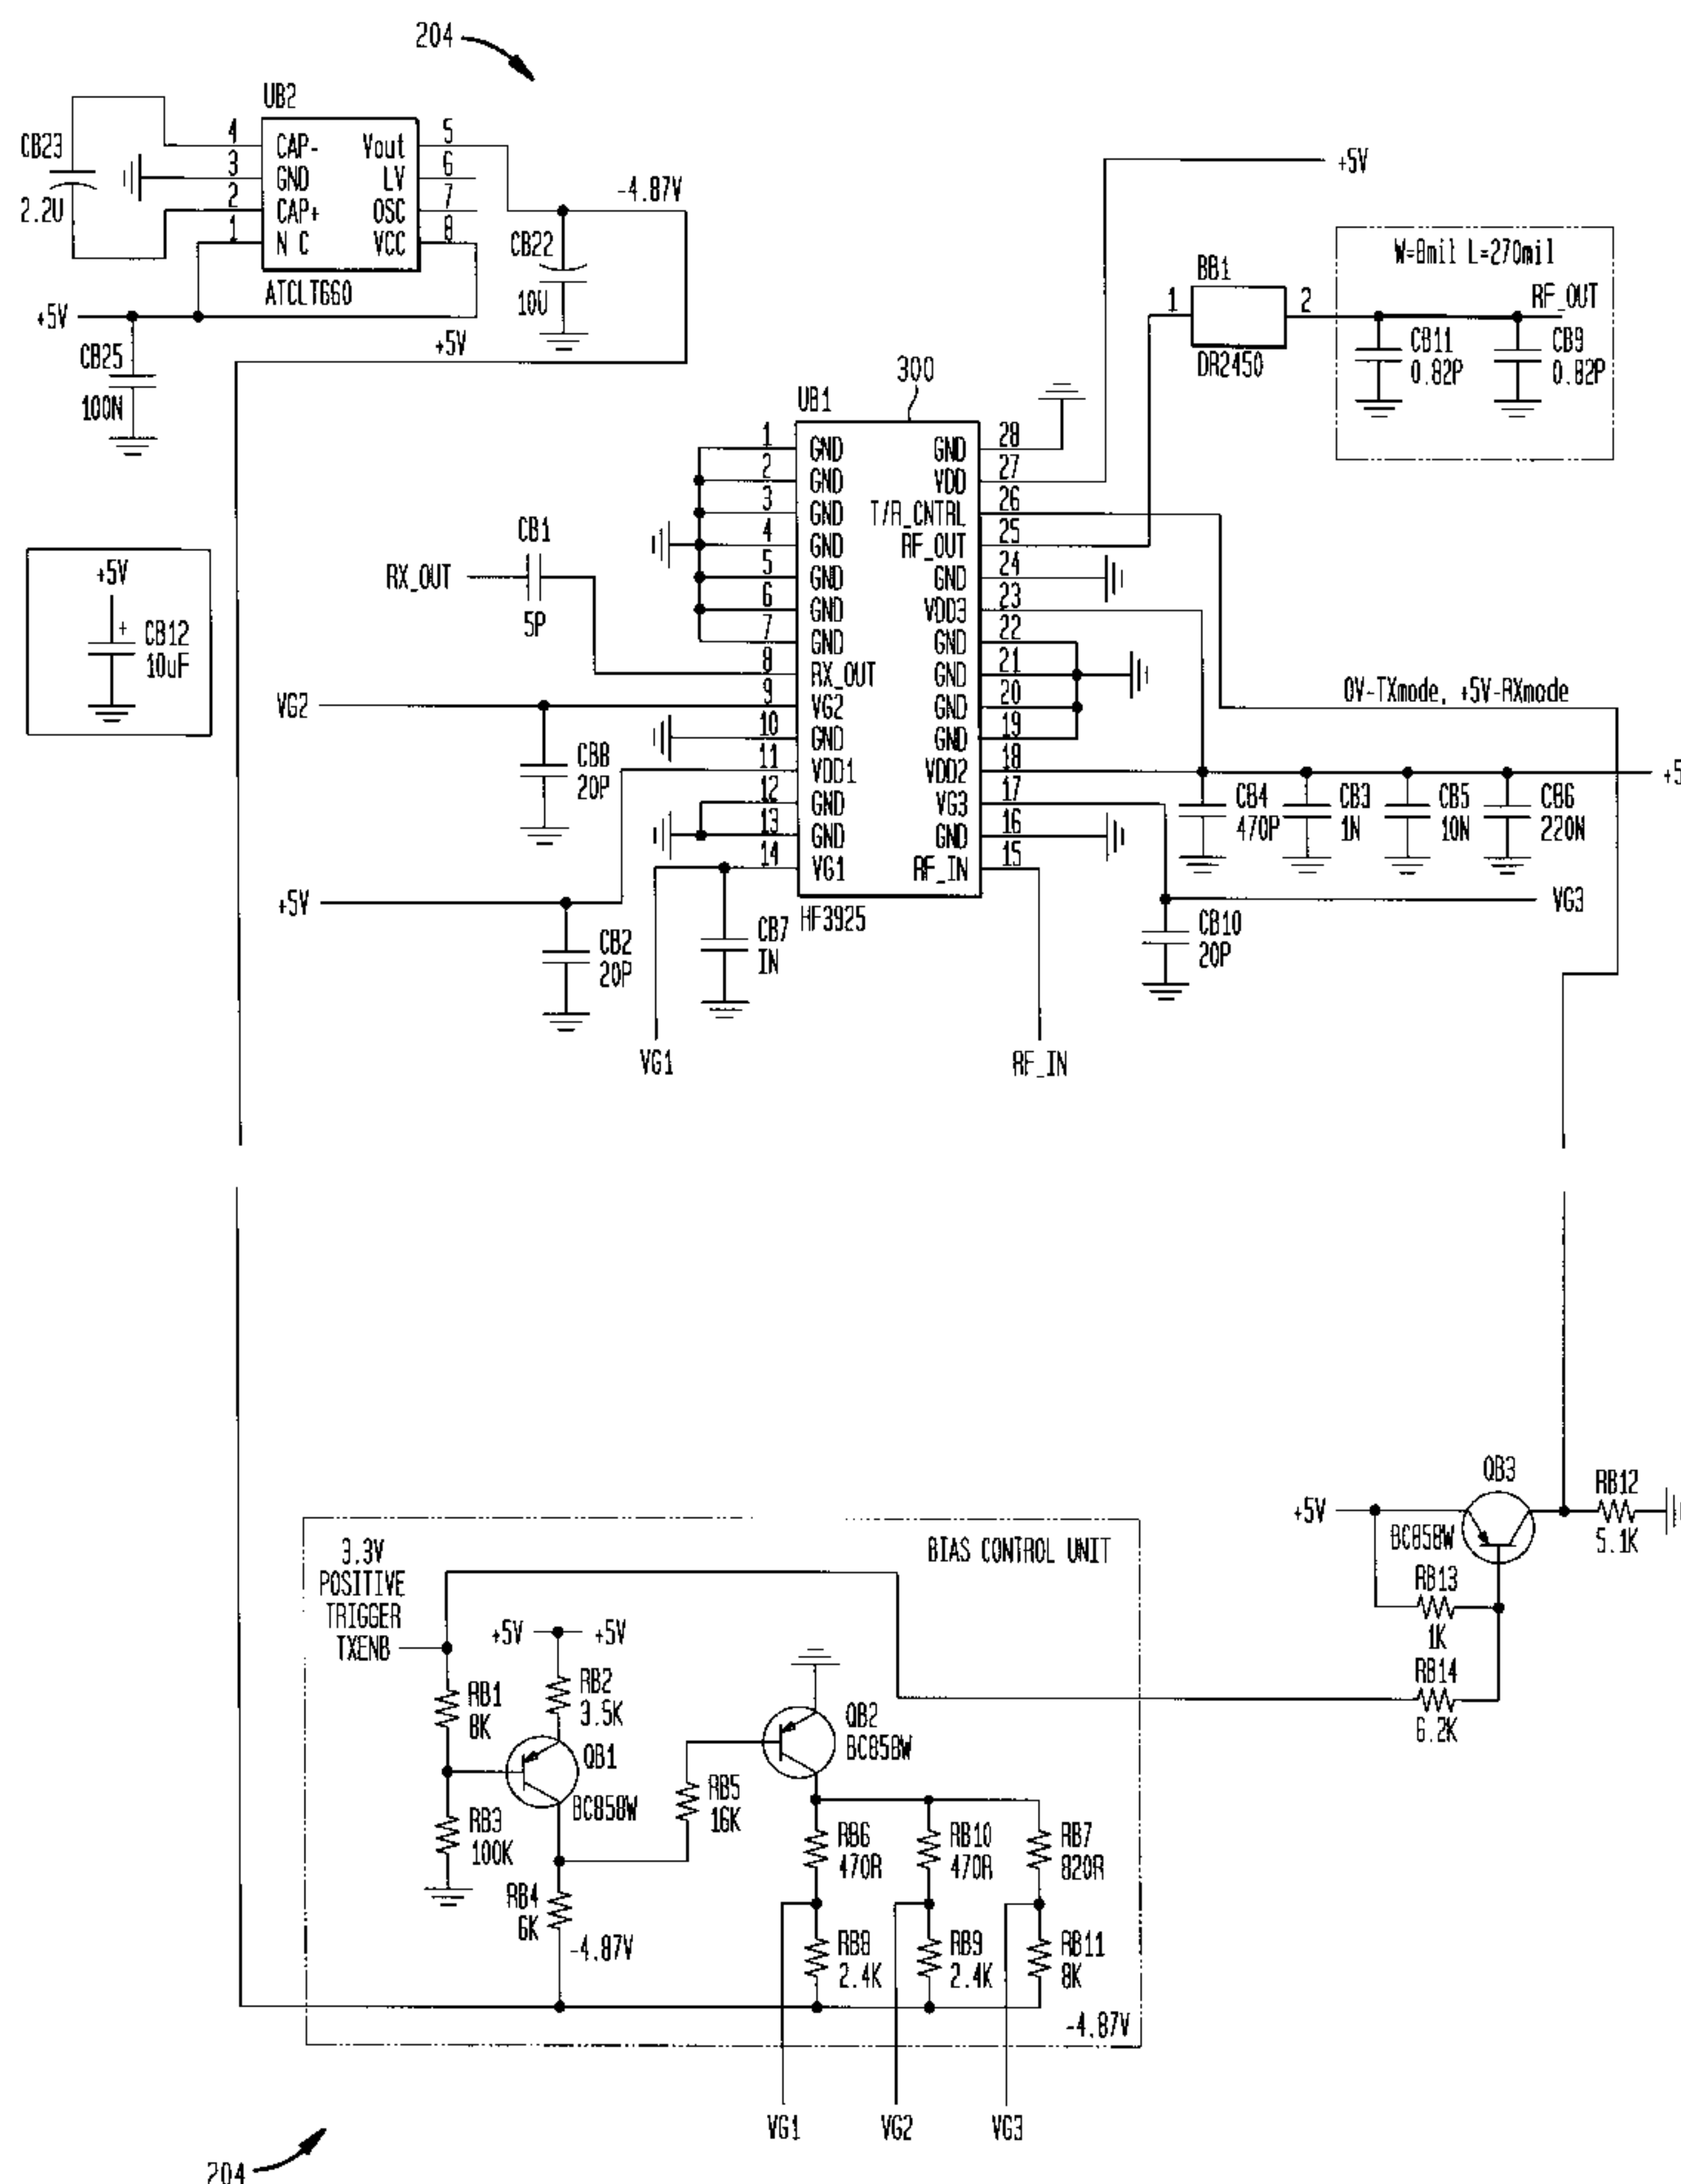 204
UB2
CB23
2.2U
4
3
2
1
CAP-
GND
CAP+
N C
Vout
LV
OSC
VCC
5
6
7
8
ATCLT660
-4.87V
CB22
10U
+5V
+5V
CB25
100N
+5V
BB1
1
2
DR2450
W=8mil L=270mil
RF_OUT
CB11
0.82P
CB9
0.82P
300
UB1
1
2
3
4
5
6
7
8
9
10
11
12
13
14
GND
GND
GND
GND
GND
GND
GND
RX_OUT
VG2
GND
VDD1
GND
GND
VG1
GND
VDD
T/R_CNTRL
RF_OUT
GND
VDD3
GND
GND
GND
GND
VDD2
VG3
GND
RF_IN
28
27
26
25
24
23
22
21
20
19
18
17
16
15
HF3925
CB1
RX_OUT
5P
+5V
CB12
10uF
VG2
CB8
20P
+5V
CB2
20P
CB7
IN
VG1
RF_IN
0V-TXmode, +5V-RXmode
+5
CB4
470P
CB3
1N
CB5
10N
CB6
220N
VG3
CB10
20P
QB3
+5V
BC858W
RB12
5.1K
RB13
1K
RB14
6.2K
BIAS CONTROL UNIT
3.3V
POSITIVE
TRIGGER
TXENB
+5V
+5V
RB1
8K
RB2
3.5K
QB1
BC858W
RB3
100K
RB4
6K
-4.87V
RB5
16K
QB2
BC858W
RB6
470R
RB10
470R
RB7
820R
RB8
2.4K
RB9
2.4K
RB11
8K
-4.87V
VG1
VG2
VG3
204